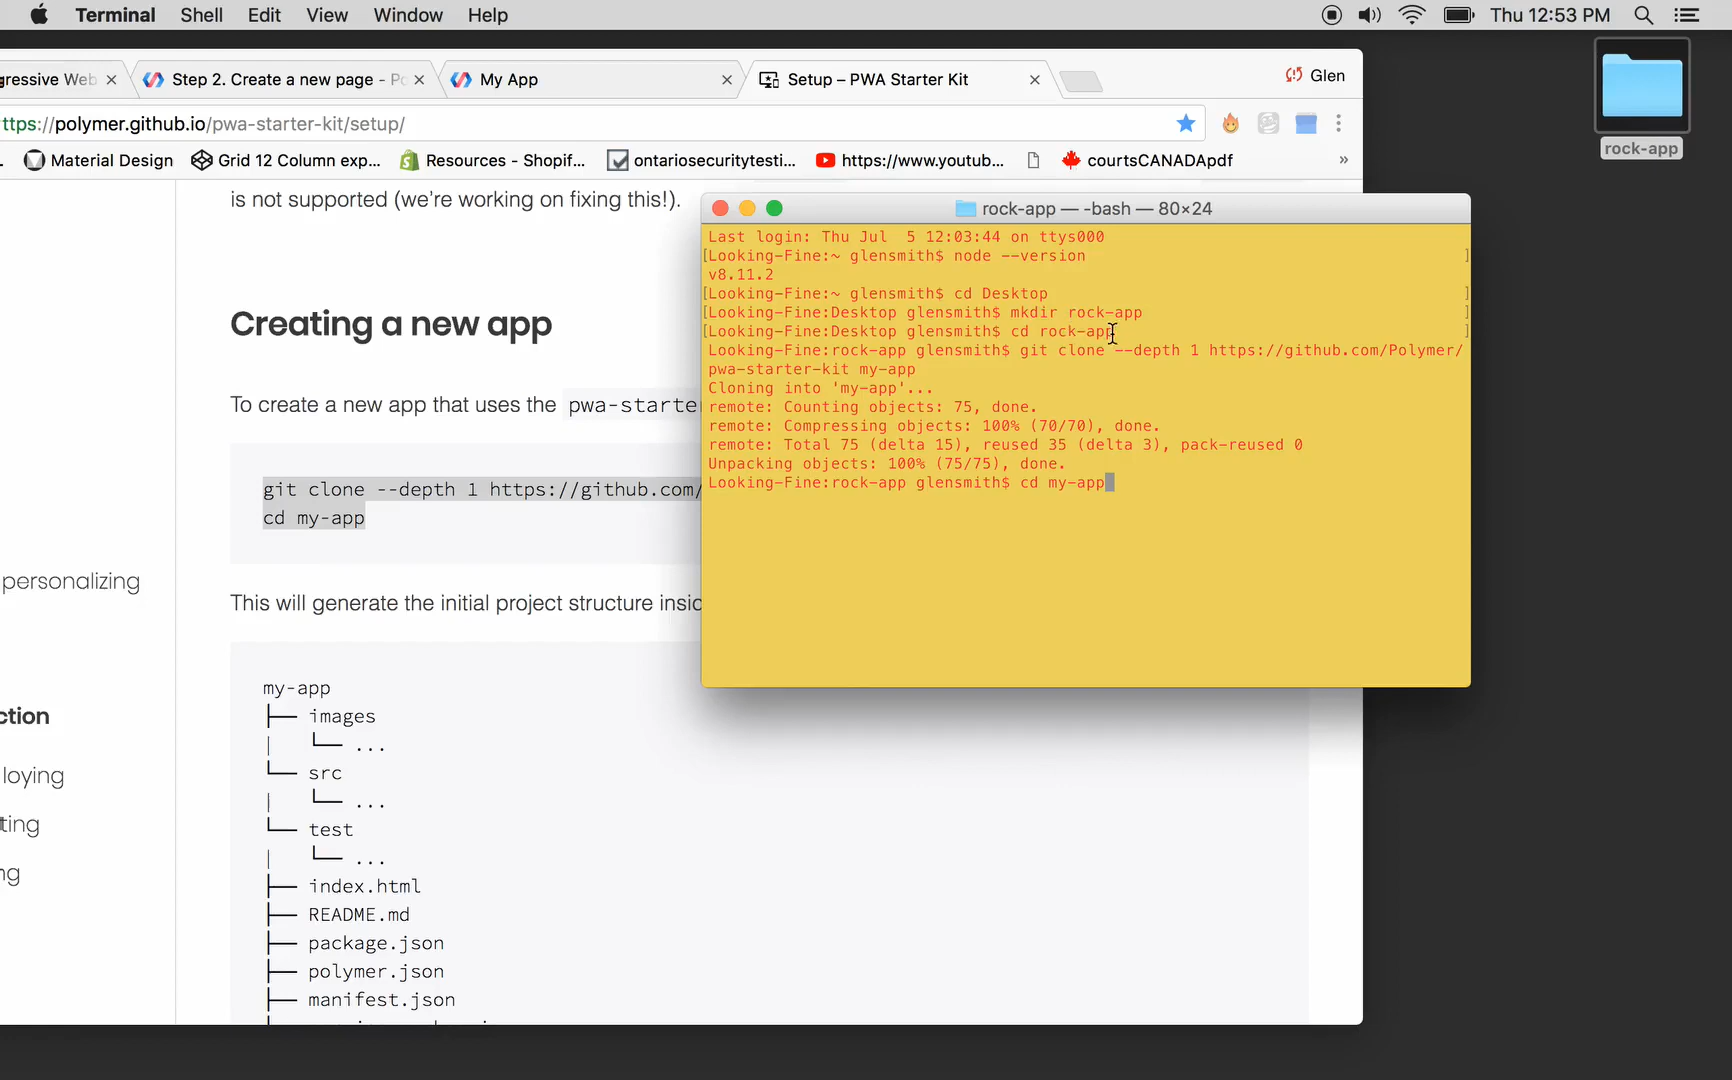 Terminal Shell Edit View Window Help Thu 12:53 PM
gressive Web Step 2. Create a new page - Po My App Setup – PWA Starter Kit Glen
ttps://polymer.github.io/pwa-starter-kit/setup/
Material Design Grid 12 Column exp... Resources - Shopif... ontariosecuritytesti... https://www.youtub... courtsCANADApdf »
rock-app
is not supported (we're working on fixing this!).
Creating a new app
To create a new app that uses the pwa-starte
git clone --depth 1 https://github.com/
cd my-app
This will generate the initial project structure insid
my-app
├── images
│   └── ...
└── src
│   └── ...
└── test
│   └── ...
├── index.html
├── README.md
├── package.json
├── polymer.json
├── manifest.json
personalizing
ction
loying
ting
ng
rock-app — -bash — 80×24
Last login: Thu Jul  5 12:03:44 on ttys000
[Looking-Fine:~ glensmith$ node --version ]
v8.11.2
[Looking-Fine:~ glensmith$ cd Desktop ]
[Looking-Fine:Desktop glensmith$ mkdir rock-app ]
[Looking-Fine:Desktop glensmith$ cd rock-app ]
Looking-Fine:rock-app glensmith$ git clone --depth 1 https://github.com/Polymer/
pwa-starter-kit my-app
Cloning into 'my-app'...
remote: Counting objects: 75, done.
remote: Compressing objects: 100% (70/70), done.
remote: Total 75 (delta 15), reused 35 (delta 3), pack-reused 0
Unpacking objects: 100% (75/75), done.
Looking-Fine:rock-app glensmith$ cd my-app